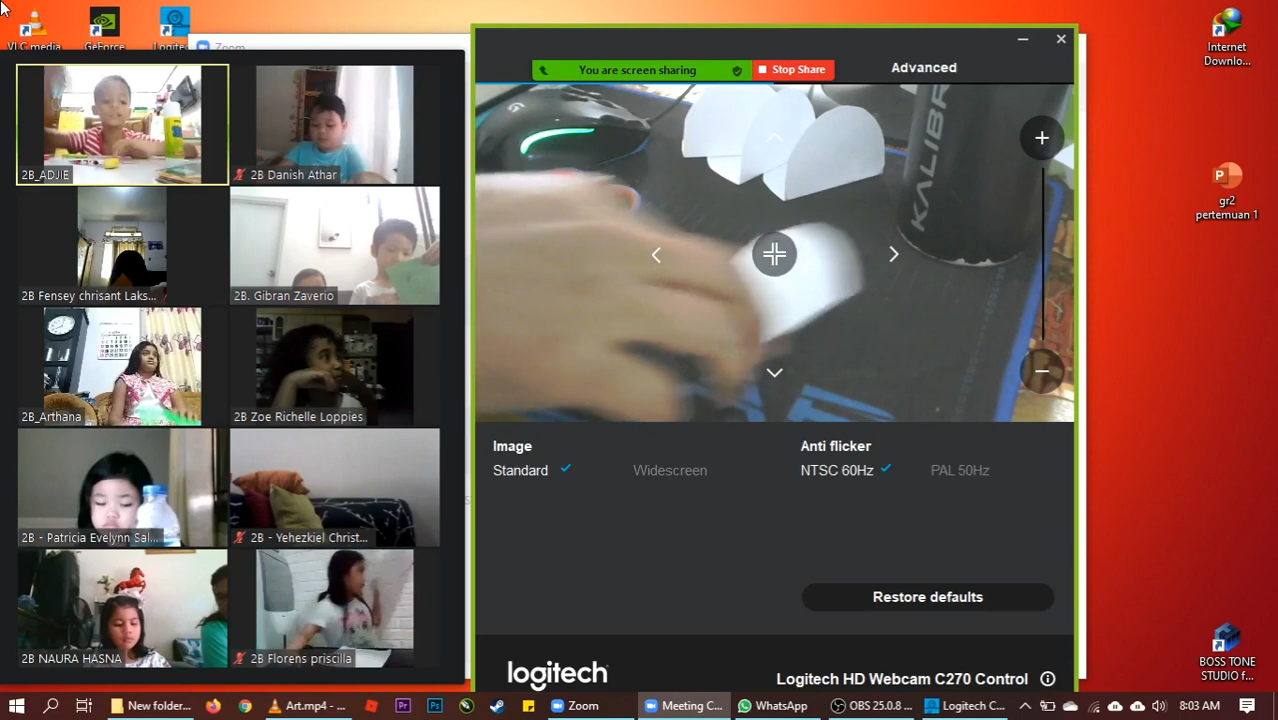 VLC media
GeForce
Logitec
Zoom
You are screen sharing
Stop Share
Advanced
Internet
Downlo...
2B_ADJIE
2B Danish Athar
KALIBR
gr2
pertemuan 1
2B Fensey chrisant Laks...
2B. Gibran Zaverio
2B_Arthana
2B Zoe Richelle Loppies
Image
Anti flicker
Standard
Widescreen
NTSC 60Hz
PAL 50Hz
2B - Patricia Evelynn Sal...
2B - Yehezkiel Christ...
Restore defaults
2B NAURA HASNA
2B Florens priscilla
logitech
Logitech HD Webcam C270 Control
BOSS TONE
STUDIO f...
New folder...
Art.mp4 - ...
Pr
Ps
Zoom
Meeting C...
WhatsApp
OBS 25.0.8 ...
Logitech C...
8:03 AM